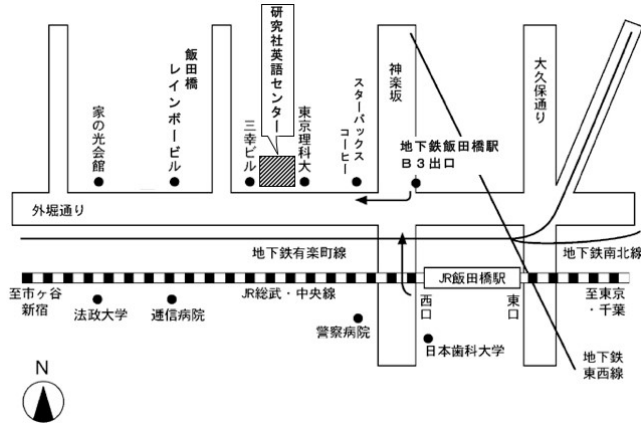 家の光会館
飯田橋
レインボービル
三幸ビル
研究社英語センター
東京理科大
スターバックス
コーヒー
神楽坂
地下鉄飯田橋駅
B3出口
大久保通り
外堀通り
地下鉄有楽町線
地下鉄南北線
JR飯田橋駅
至市ヶ谷
新宿
JR総武・中央線
西口
東口
至東京
・千葉
法政大学
逓信病院
警察病院
日本歯科大学
地下鉄
東西線
N